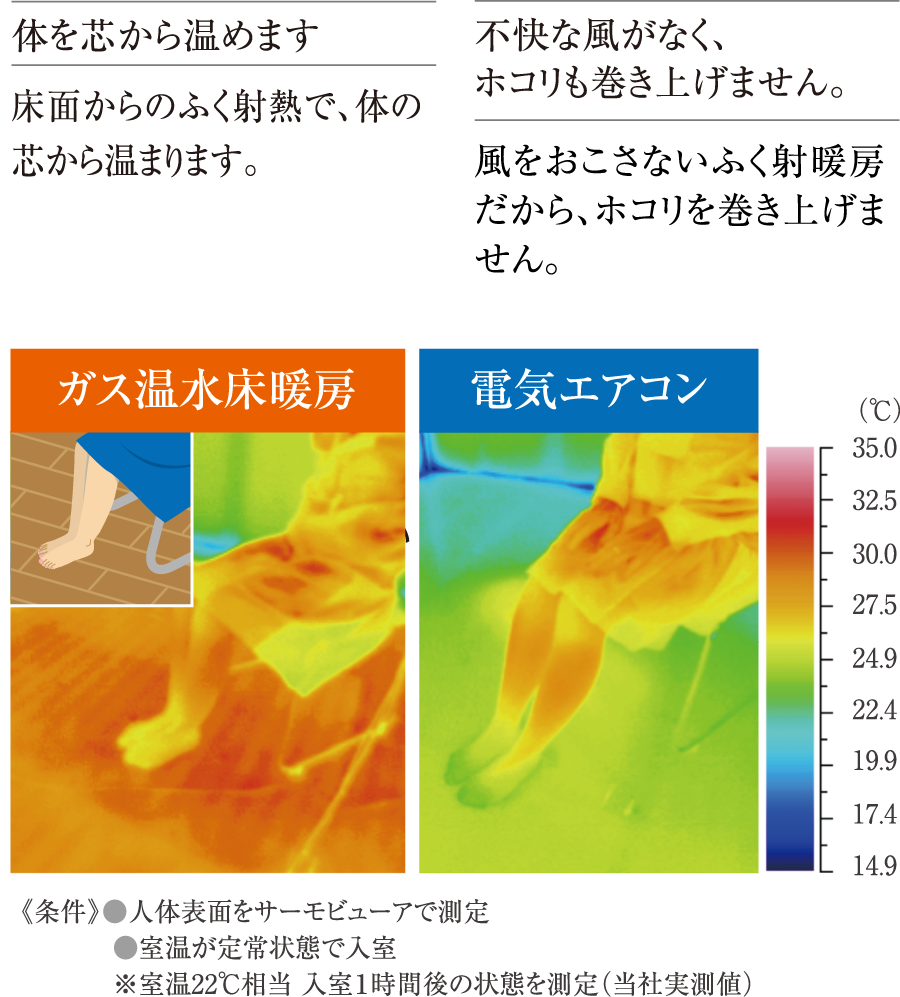 体を芯から温めます
床面からのふく射熱で、体の
芯から温まります。
不快な風がなく、
ホコリも巻き上げません。
風をおこさないふく射暖房
だから、ホコリを巻き上げま
せん。
ガス温水床暖房
電気エアコン
(℃)
35.0
32.5
30.0
27.5
24.9
22.4
19.9
17.4
14.9
《条件》●人体表面をサーモビューアで測定
●室温が定常状態で入室
※室温22℃相当 入室1時間後の状態を測定(当社実測値)